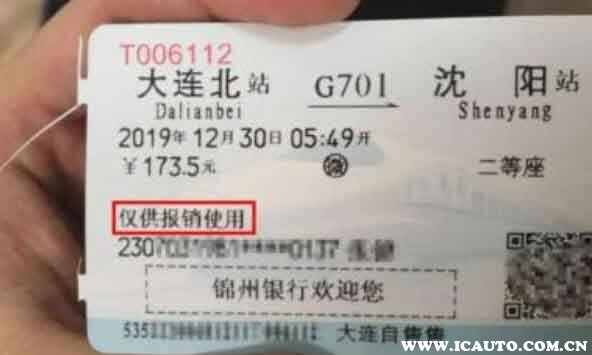 T006112
大连北站 G701 沈阳站
Dalianbei Shenyang
2019年12月30日05:49开
￥173.5元 二等座
仅供报销使用
锦州银行欢迎您
大连自售
www.icauto.com.cn